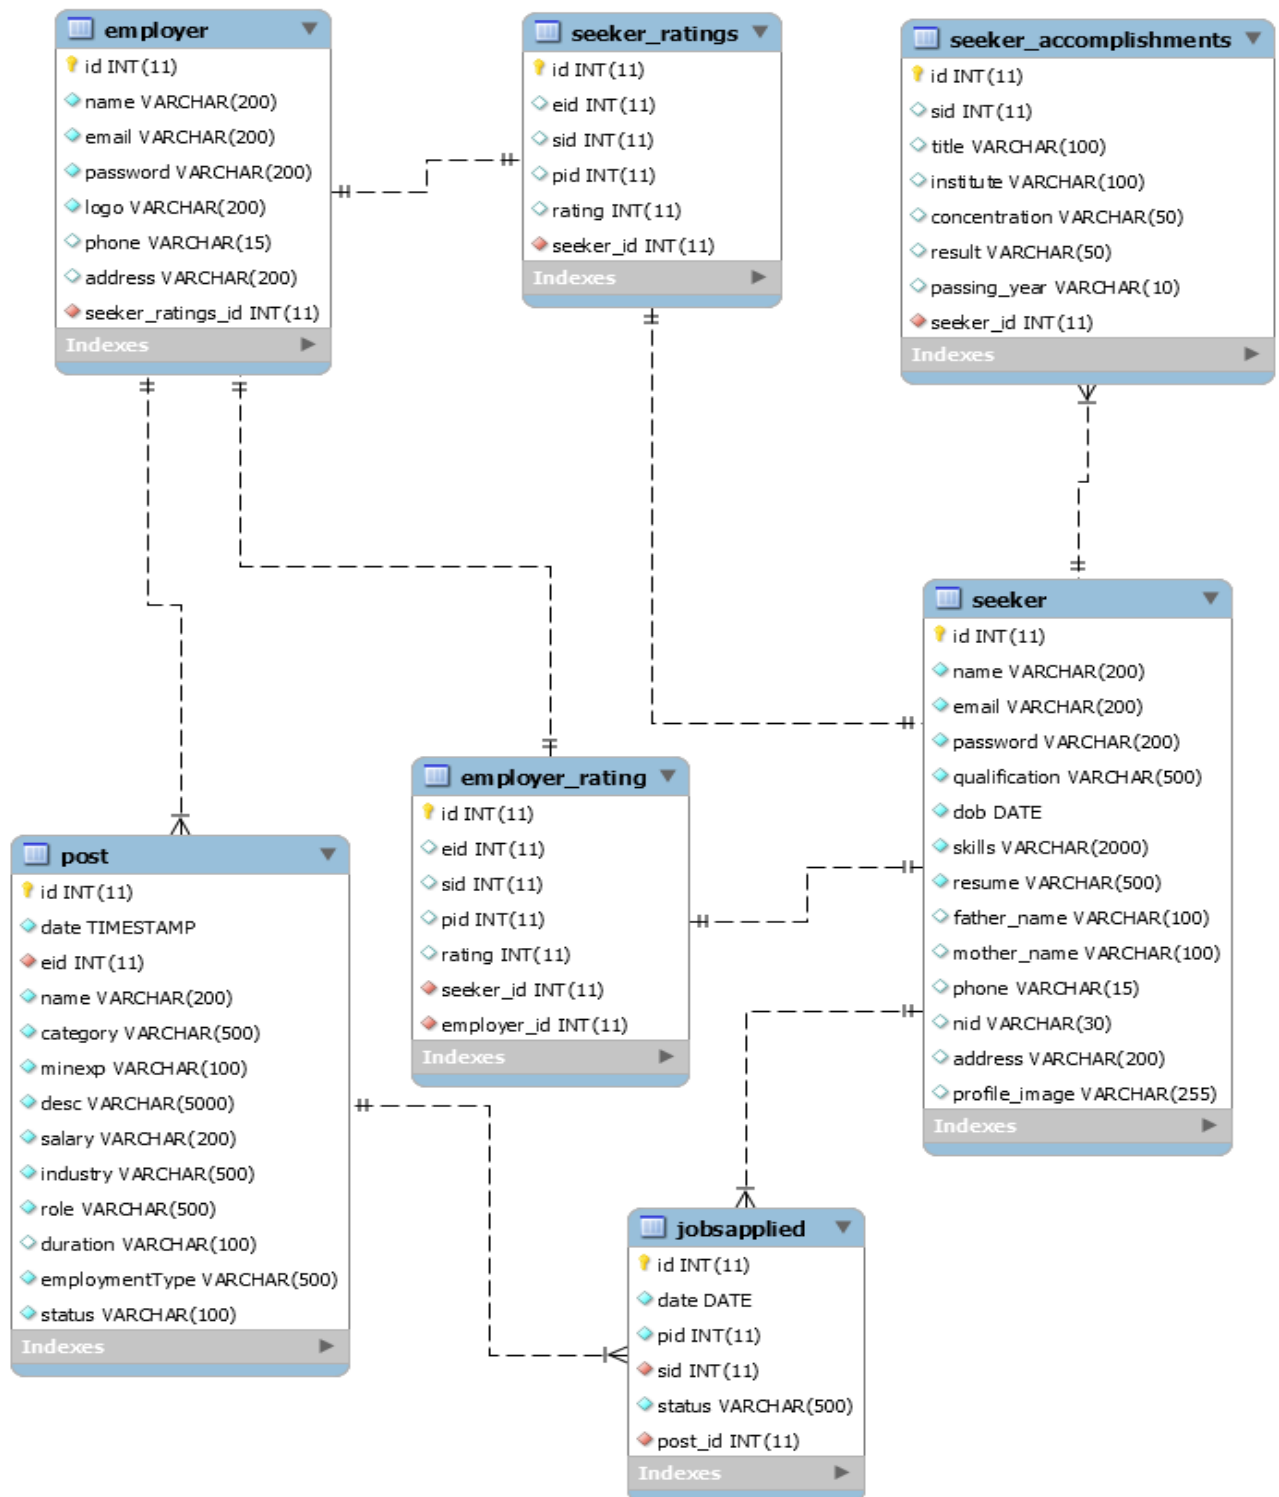 employer
id INT(11)
name VARCHAR(200)
email VARCHAR(200)
password VARCHAR(200)
logo VARCHAR(200)
phone VARCHAR(15)
address VARCHAR(200)
seeker_ratings_id INT(11)
Indexes
seeker_ratings
id INT(11)
eid INT(11)
sid INT(11)
pid INT(11)
rating INT(11)
seeker_id INT(11)
Indexes
seeker_accomplishments
id INT(11)
sid INT(11)
title VARCHAR(100)
institute VARCHAR(100)
concentration VARCHAR(50)
result VARCHAR(50)
passing_year VARCHAR(10)
seeker_id INT(11)
Indexes
seeker
id INT(11)
name VARCHAR(200)
email VARCHAR(200)
password VARCHAR(200)
qualification VARCHAR(500)
dob DATE
skills VARCHAR(2000)
resume VARCHAR(500)
father_name VARCHAR(100)
mother_name VARCHAR(100)
phone VARCHAR(15)
nid VARCHAR(30)
address VARCHAR(200)
profile_image VARCHAR(255)
Indexes
employer_rating
id INT(11)
eid INT(11)
sid INT(11)
pid INT(11)
rating INT(11)
seeker_id INT(11)
employer_id INT(11)
Indexes
post
id INT(11)
date TIMESTAMP
eid INT(11)
name VARCHAR(200)
category VARCHAR(500)
minexp VARCHAR(100)
desc VARCHAR(5000)
salary VARCHAR(200)
industry VARCHAR(500)
role VARCHAR(500)
duration VARCHAR(100)
employmentType VARCHAR(500)
status VARCHAR(100)
Indexes
jobsapplied
id INT(11)
date DATE
pid INT(11)
sid INT(11)
status VARCHAR(500)
post_id INT(11)
Indexes